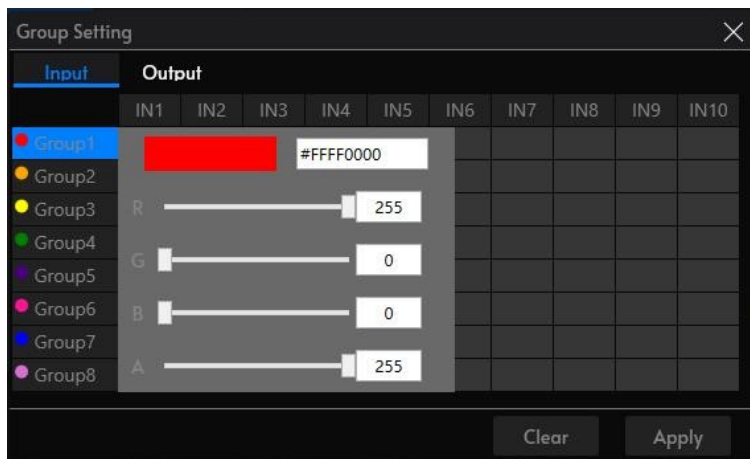 Group Setting
Input Output
IN1 IN2 IN3 IN4 IN5 IN6 IN7 IN8 IN9 IN10
Group1 #FFFF0000
Group2
Group3 R 255
Group4
Group5 G 0
Group6 B 0
Group7
Group8 A 255
Clear Apply